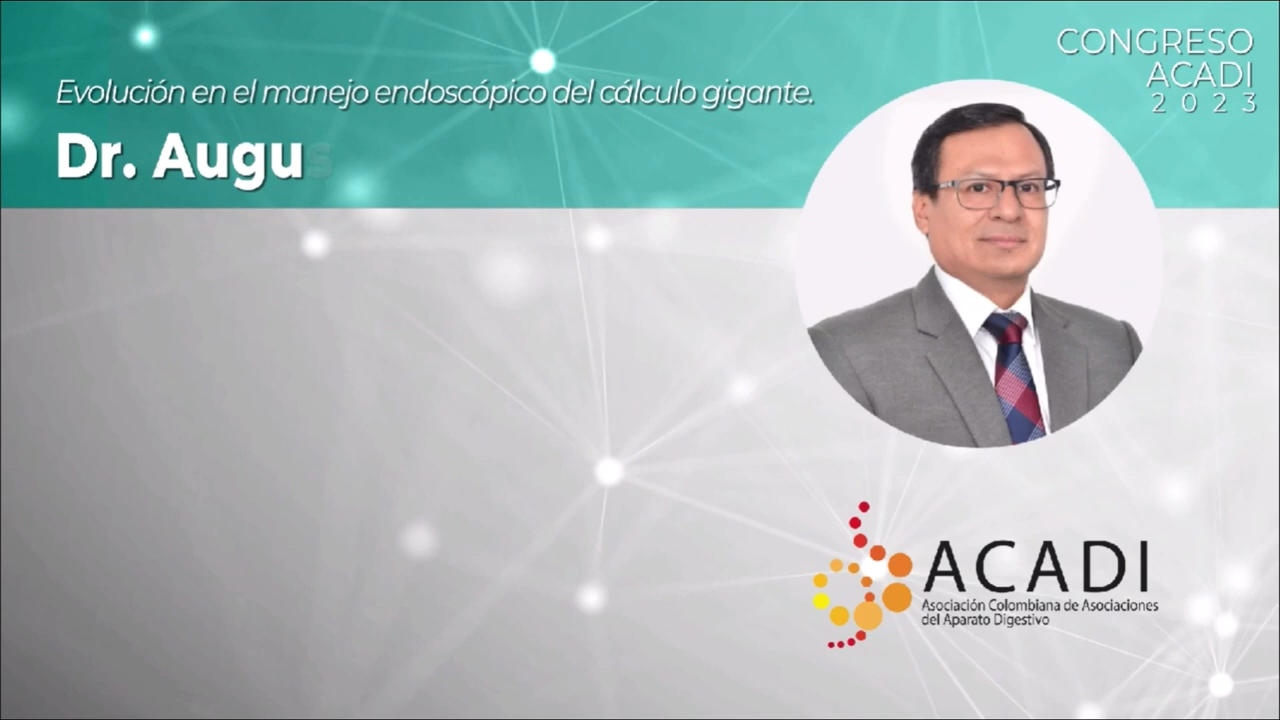 Evolución en el manejo endoscópico del cálculo gigante.
Dr. Augus
CONGRESO
ACADI
2023
ACADI
Asociación Colombiana de Asociaciones
del Aparato Digestivo